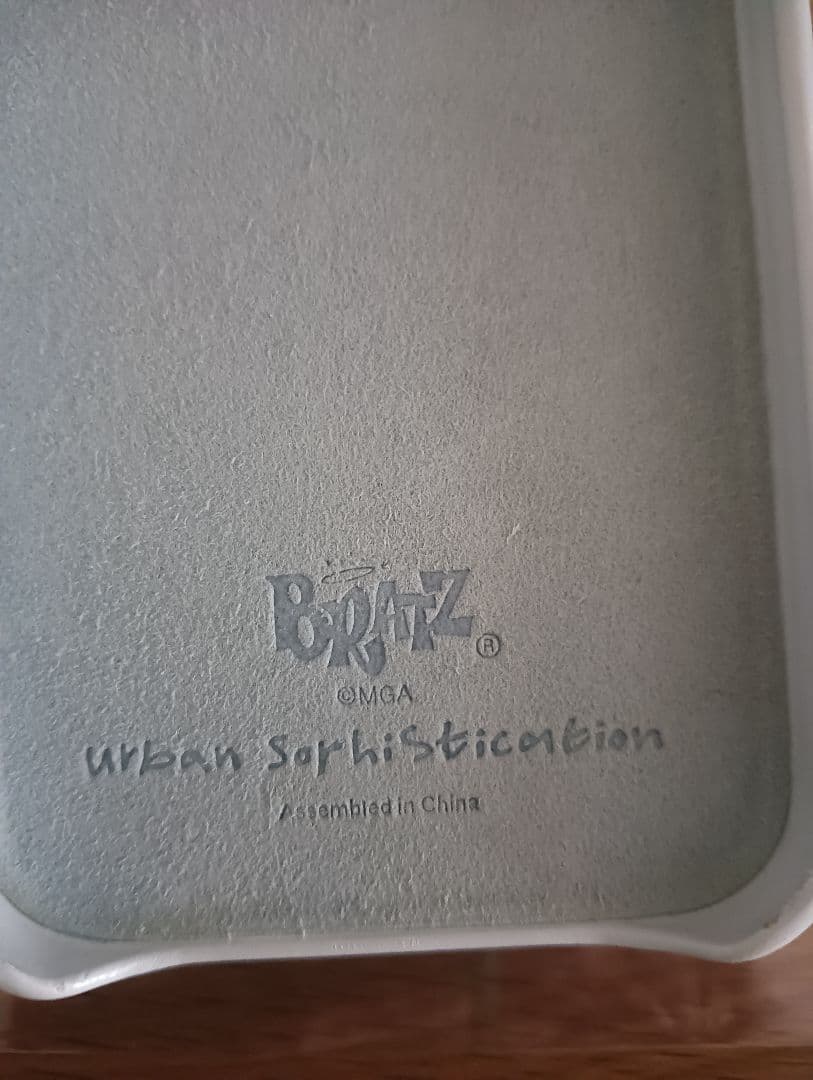 BRATZ®
©MGA
urban sophistication
Assembled in China